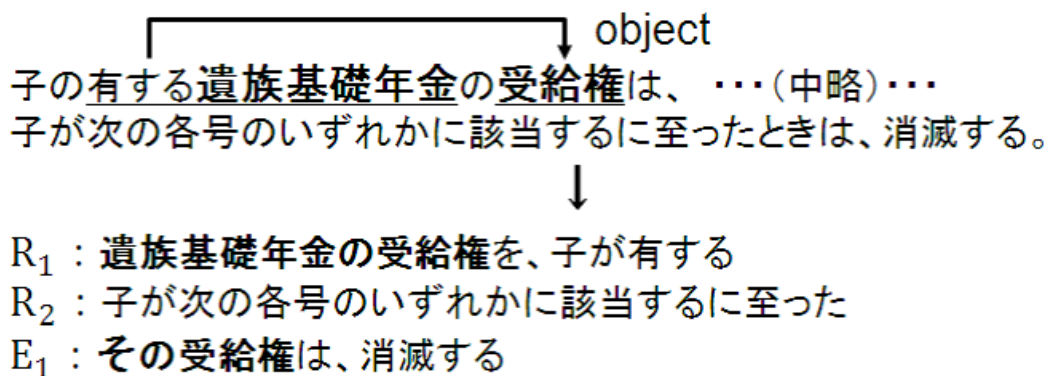 object
子の有する遺族基礎年金の受給権は、 ・・・(中略)・・・
子が次の各号のいずれかに該当するに至ったときは、消滅する。
R₁ : 遺族基礎年金の受給権を、子が有する
R₂ : 子が次の各号のいずれかに該当するに至った
E₁ : その受給権は、消滅する